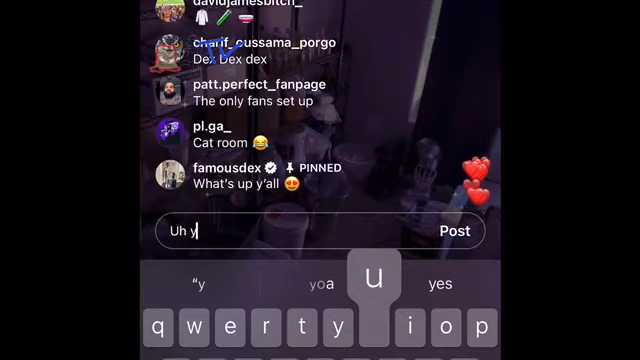 davidjamesbitch_
charif_oussama_porgo
Dex Dex dex
patt.perfect_fanpage
The only fans set up
pl.ga_
Cat room 😂
famousdex PINNED
What's up y'all 😍
Uh y
Post
“y
yoa
u
yes
q w e r t y i o p